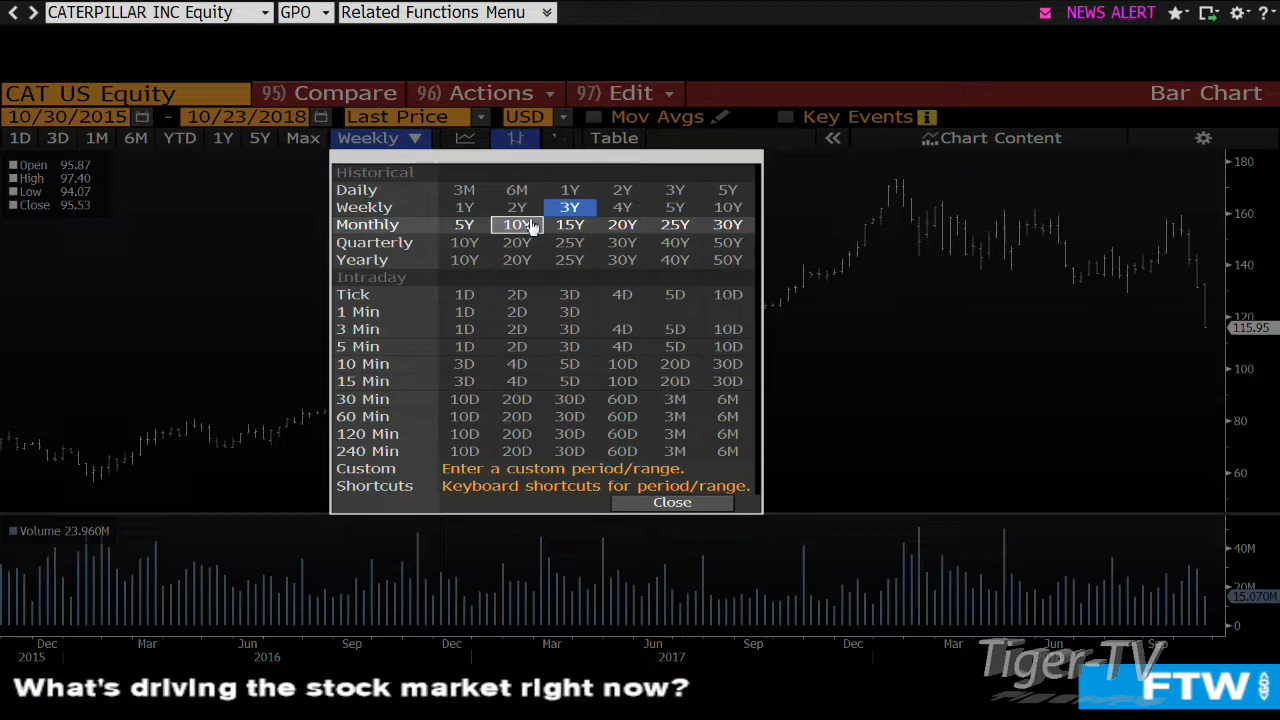 CATERPILLAR INC Equity GPO Related Functions Menu NEWS ALERT ?
CAT US Equity 95) Compare 96) Actions 97) Edit Bar Chart
10/30/2015 - 10/23/2018 Last Price USD Mov Avgs Key Events i
1D 3D 1M 6M YTD 1Y 5Y Max Weekly Table Chart Content
Open 95.87
High 97.40
Low 94.07
Close 95.53
Historical
Daily 3M 6M 1Y 2Y 3Y 5Y
Weekly 1Y 2Y 3Y 4Y 5Y 10Y
Monthly 5Y 10Y 15Y 20Y 25Y 30Y
Quarterly 10Y 20Y 25Y 30Y 40Y 50Y
Yearly 10Y 20Y 25Y 30Y 40Y 50Y
Intraday
Tick 1D 2D 3D 4D 5D 10D
1 Min 1D 2D 3D
3 Min 1D 2D 3D 4D 5D 10D
5 Min 1D 2D 3D 4D 5D 10D
10 Min 3D 4D 5D 10D 20D 30D
15 Min 3D 4D 5D 10D 20D 30D
30 Min 10D 20D 30D 60D 3M 6M
60 Min 10D 20D 30D 60D 3M 6M
120 Min 10D 20D 30D 60D 3M 6M
240 Min 10D 20D 30D 60D 3M 6M
Custom Enter a custom period/range.
Shortcuts Keyboard shortcuts for period/range.
Close
180
160
140
120
115.95
100
80
60
Volume 23.960M
40M
20M
15.070M
0
Dec Mar Jun Sep Dec Mar Jun Sep Dec Mar Jun Sep
2015 2016 2017
Tiger-TV
What's driving the stock market right now? FTW